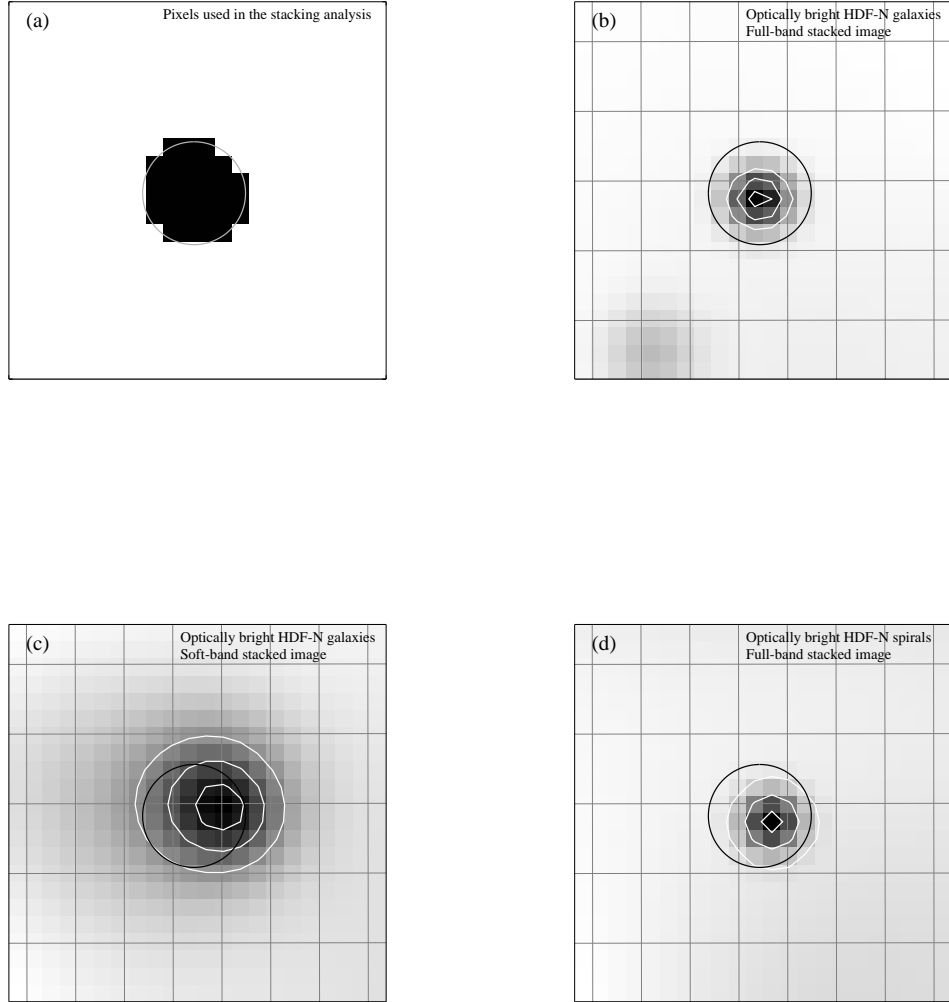 (a)
Pixels used in the stacking analysis
(b)
Optically bright HDF-N galaxies
Full-band stacked image
(c)
Optically bright HDF-N galaxies
Soft-band stacked image
(d)
Optically bright HDF-N spirals
Full-band stacked image